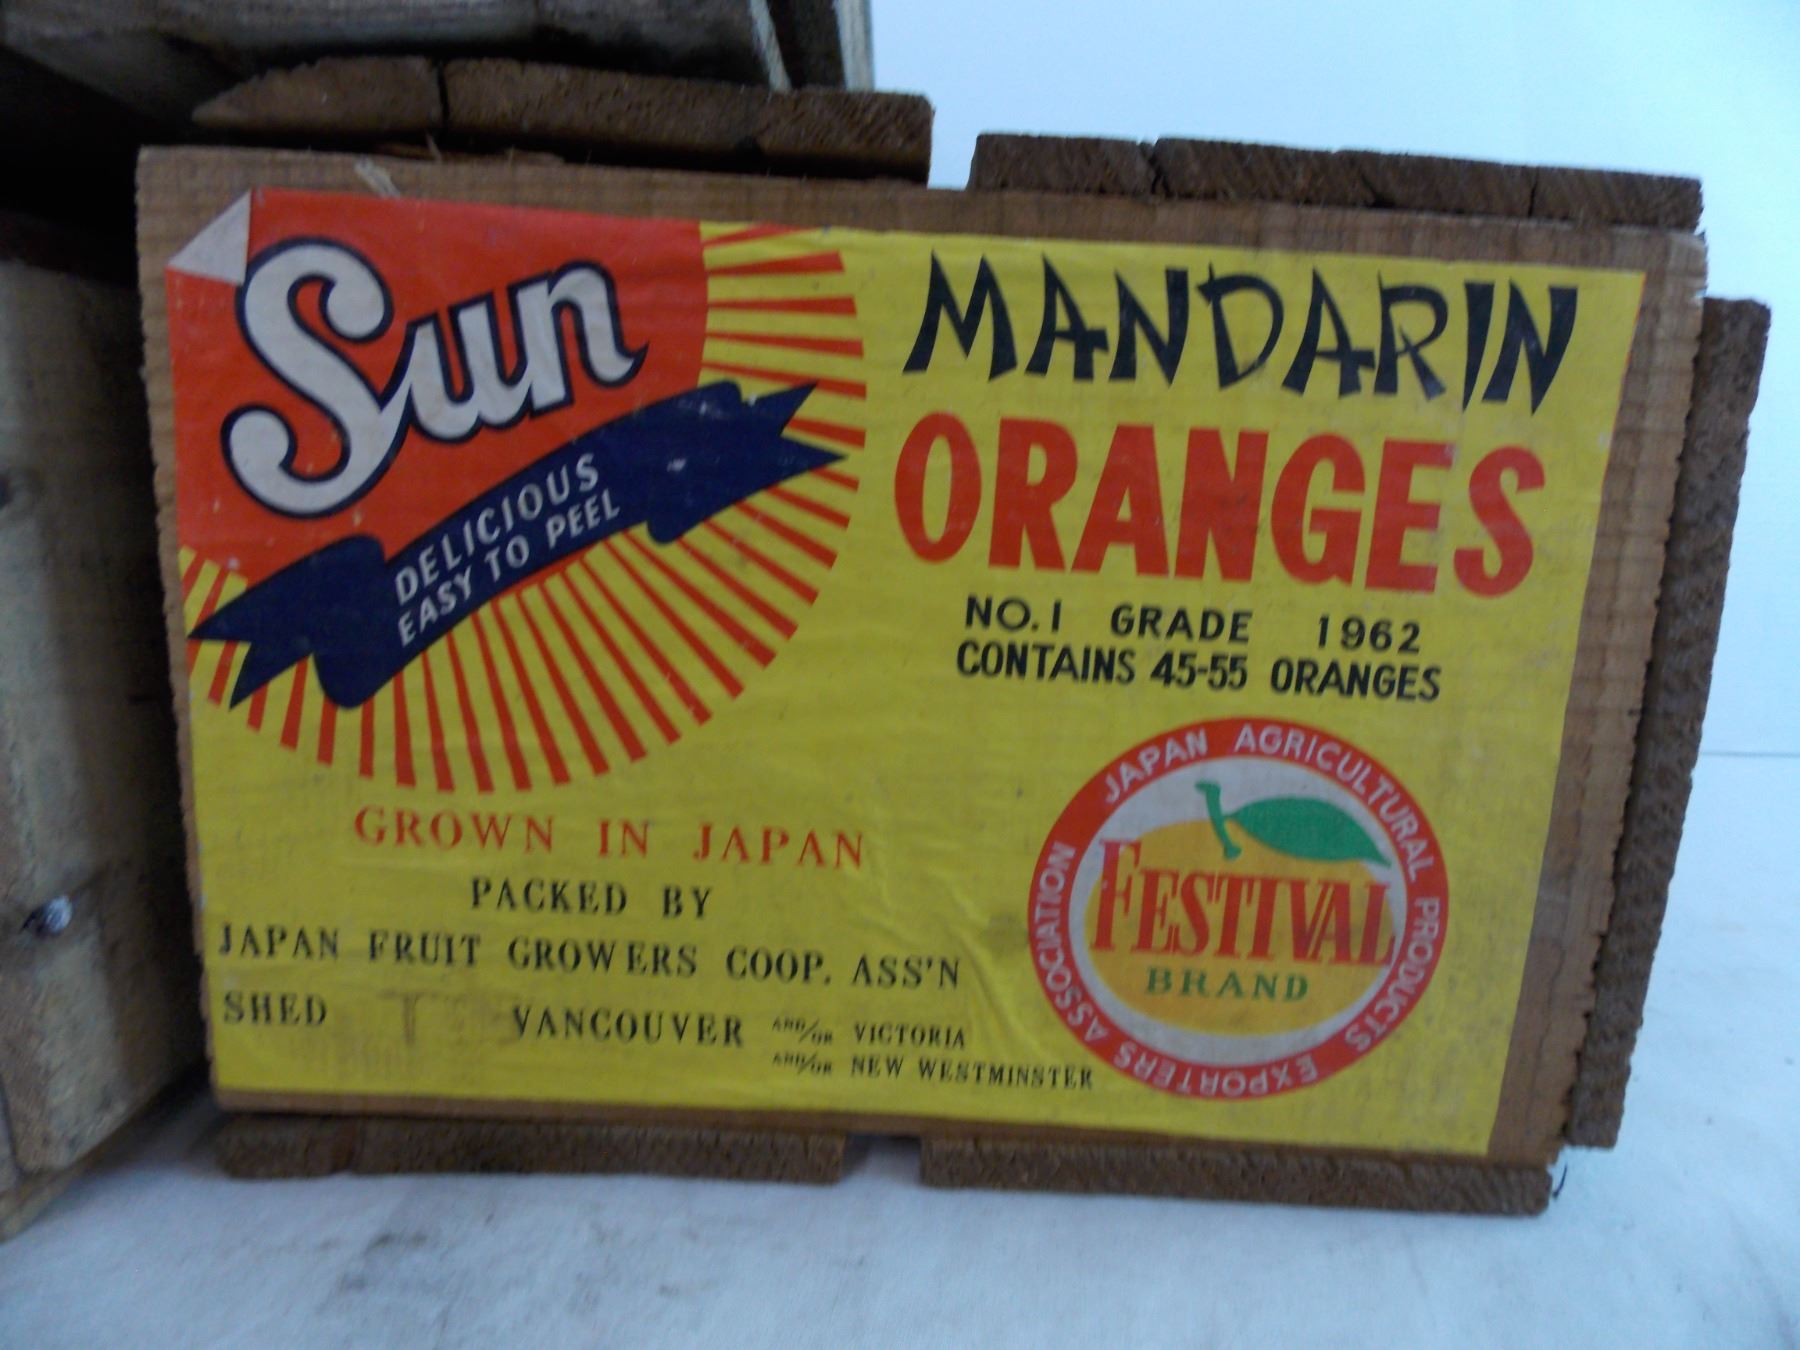 Sun
DELICIOUS
EASY TO PEEL
MANDARIN
ORANGES
NO. 1 GRADE 1962
CONTAINS 45-55 ORANGES
GROWN IN JAPAN
PACKED BY
JAPAN FRUIT GROWERS COOP. ASS'N
SHED VANCOUVER AND/OR VICTORIA
AND/OR NEW WESTMINSTER
JAPAN AGRICULTURAL PRODUCTS EXPORTERS ASSOCIATION
FESTIVAL
BRAND